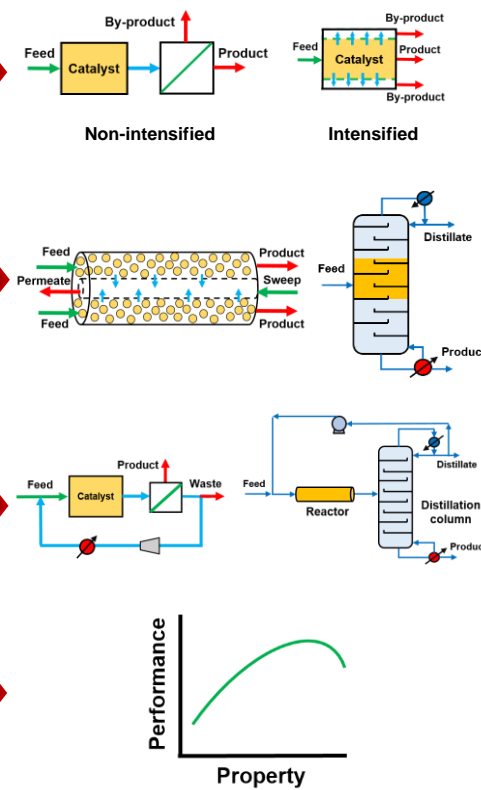 By-product
Feed
Catalyst
Product
Non-intensified
By-product
Feed
Catalyst
Product
By-product
Intensified
Feed
Permeate
Feed
Product
Sweep
Product
Feed
Distillate
Produc
Feed
Catalyst
Product
Waste
Feed
Reactor
Distillate
Distillation
column
Produc
Performance
Property